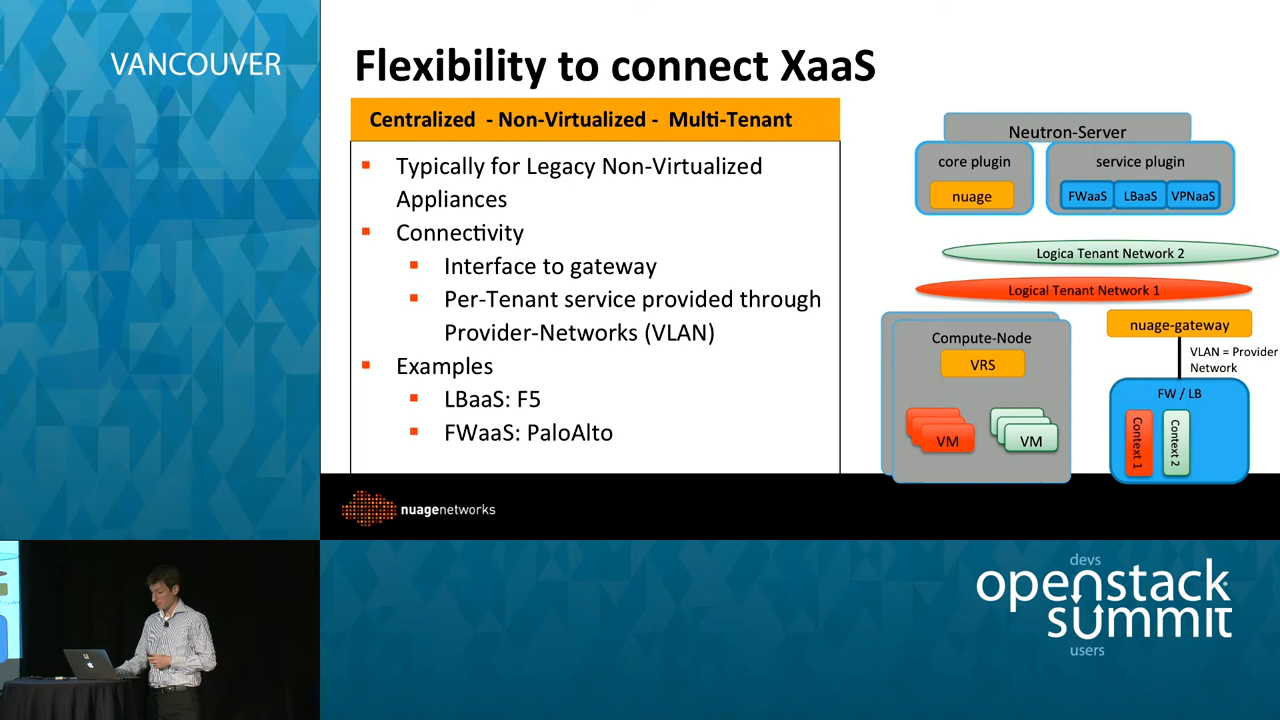 VANCOUVER
Flexibility to connect XaaS
Centralized - Non-Virtualized - Multi-Tenant
Typically for Legacy Non-Virtualized
Appliances
Connectivity
Interface to gateway
Per-Tenant service provided through
Provider-Networks (VLAN)
Examples
LBaaS: F5
FWaaS: PaloAlto
Neutron-Server
core plugin
nuage
service plugin
FWaaS
LBaaS
VPNaaS
Logica Tenant Network 2
Logical Tenant Network 1
Compute-Node
VRS
VM
VM
nuage-gateway
VLAN = Provider
Network
FW / LB
Context 1
Context 2
nuagenetworks
devs
openstack
summit
users